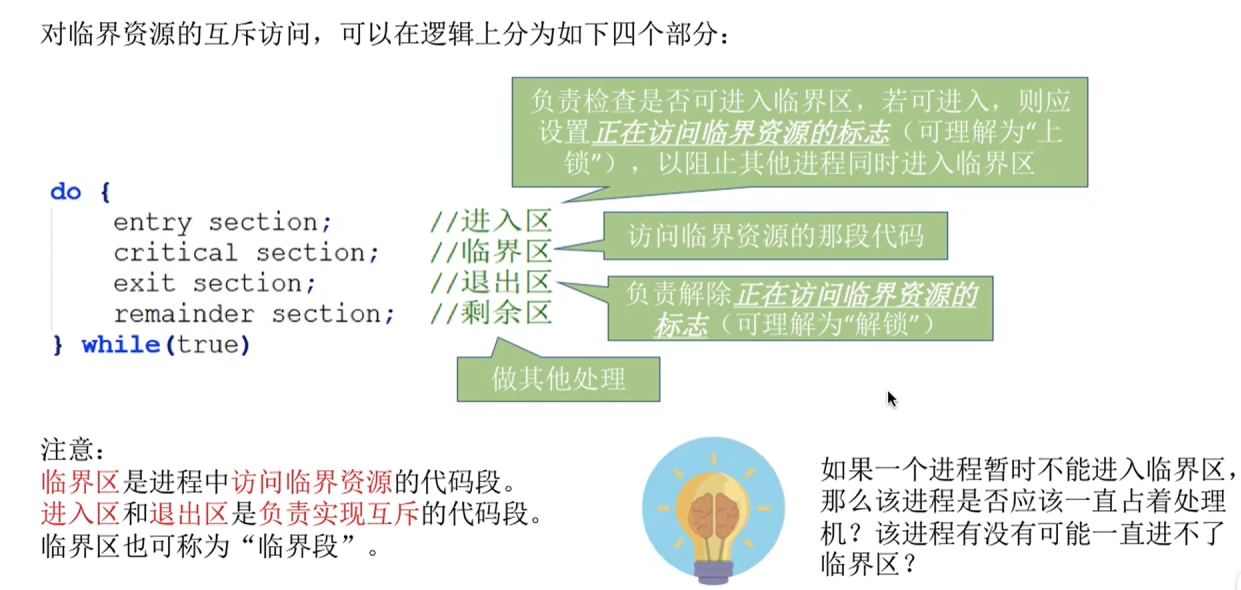 对临界资源的互斥访问，可以在逻辑上分为如下四个部分：
负责检查是否可进入临界区，若可进入，则应
设置正在访问临界资源的标志（可理解为“上
锁”），以阻止其他进程同时进入临界区
do {
entry section; //进入区
critical section; //临界区
exit section; //退出区
remainder section; //剩余区
} while(true)
访问临界资源的那段代码
负责解除正在访问临界资源的
标志（可理解为“解锁”）
做其他处理
注意：
临界区是进程中访问临界资源的代码段。
进入区和退出区是负责实现互斥的代码段。
临界区也可称为“临界段”。
如果一个进程暂时不能进入临界区，
那么该进程是否应该一直占着处理
机？该进程有没有可能一直进不了
临界区？